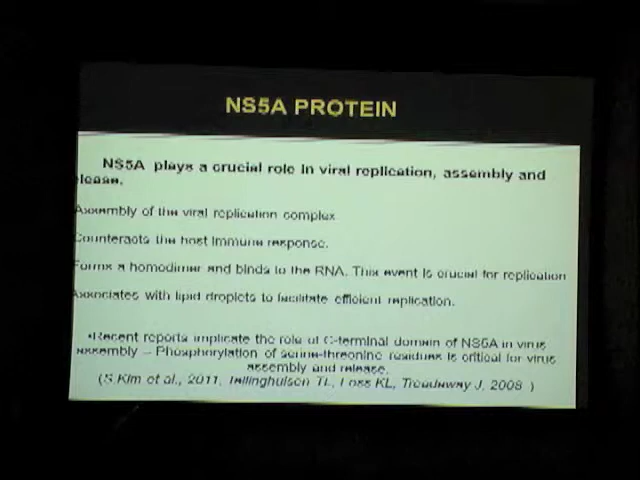 NS5A PROTEIN
NS5A plays a crucial role in viral replication, assembly and
elease.
Assembly of the viral replication complex
Counteracts the host immune response.
Forms a homodimer and binds to the RNA. This event is crucial for replication
Associates with lipid droplets to facilitate efficient replication.
•Recent reports implicate the role of C-terminal domain of NS5A in virus
assembly – Phosphorylation of serine-threonine residues is critical for virus
assembly and release.
(S Kim et al., 2011, Tellinghuisen TL, Foss KL, Treadaway J, 2008 )